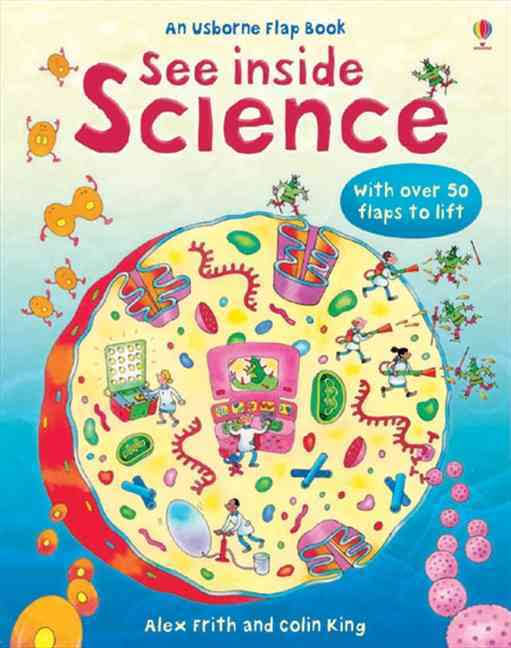 An Usborne Flap Book
See inside
Science
With over 50
flaps to lift
Alex Frith and Colin King